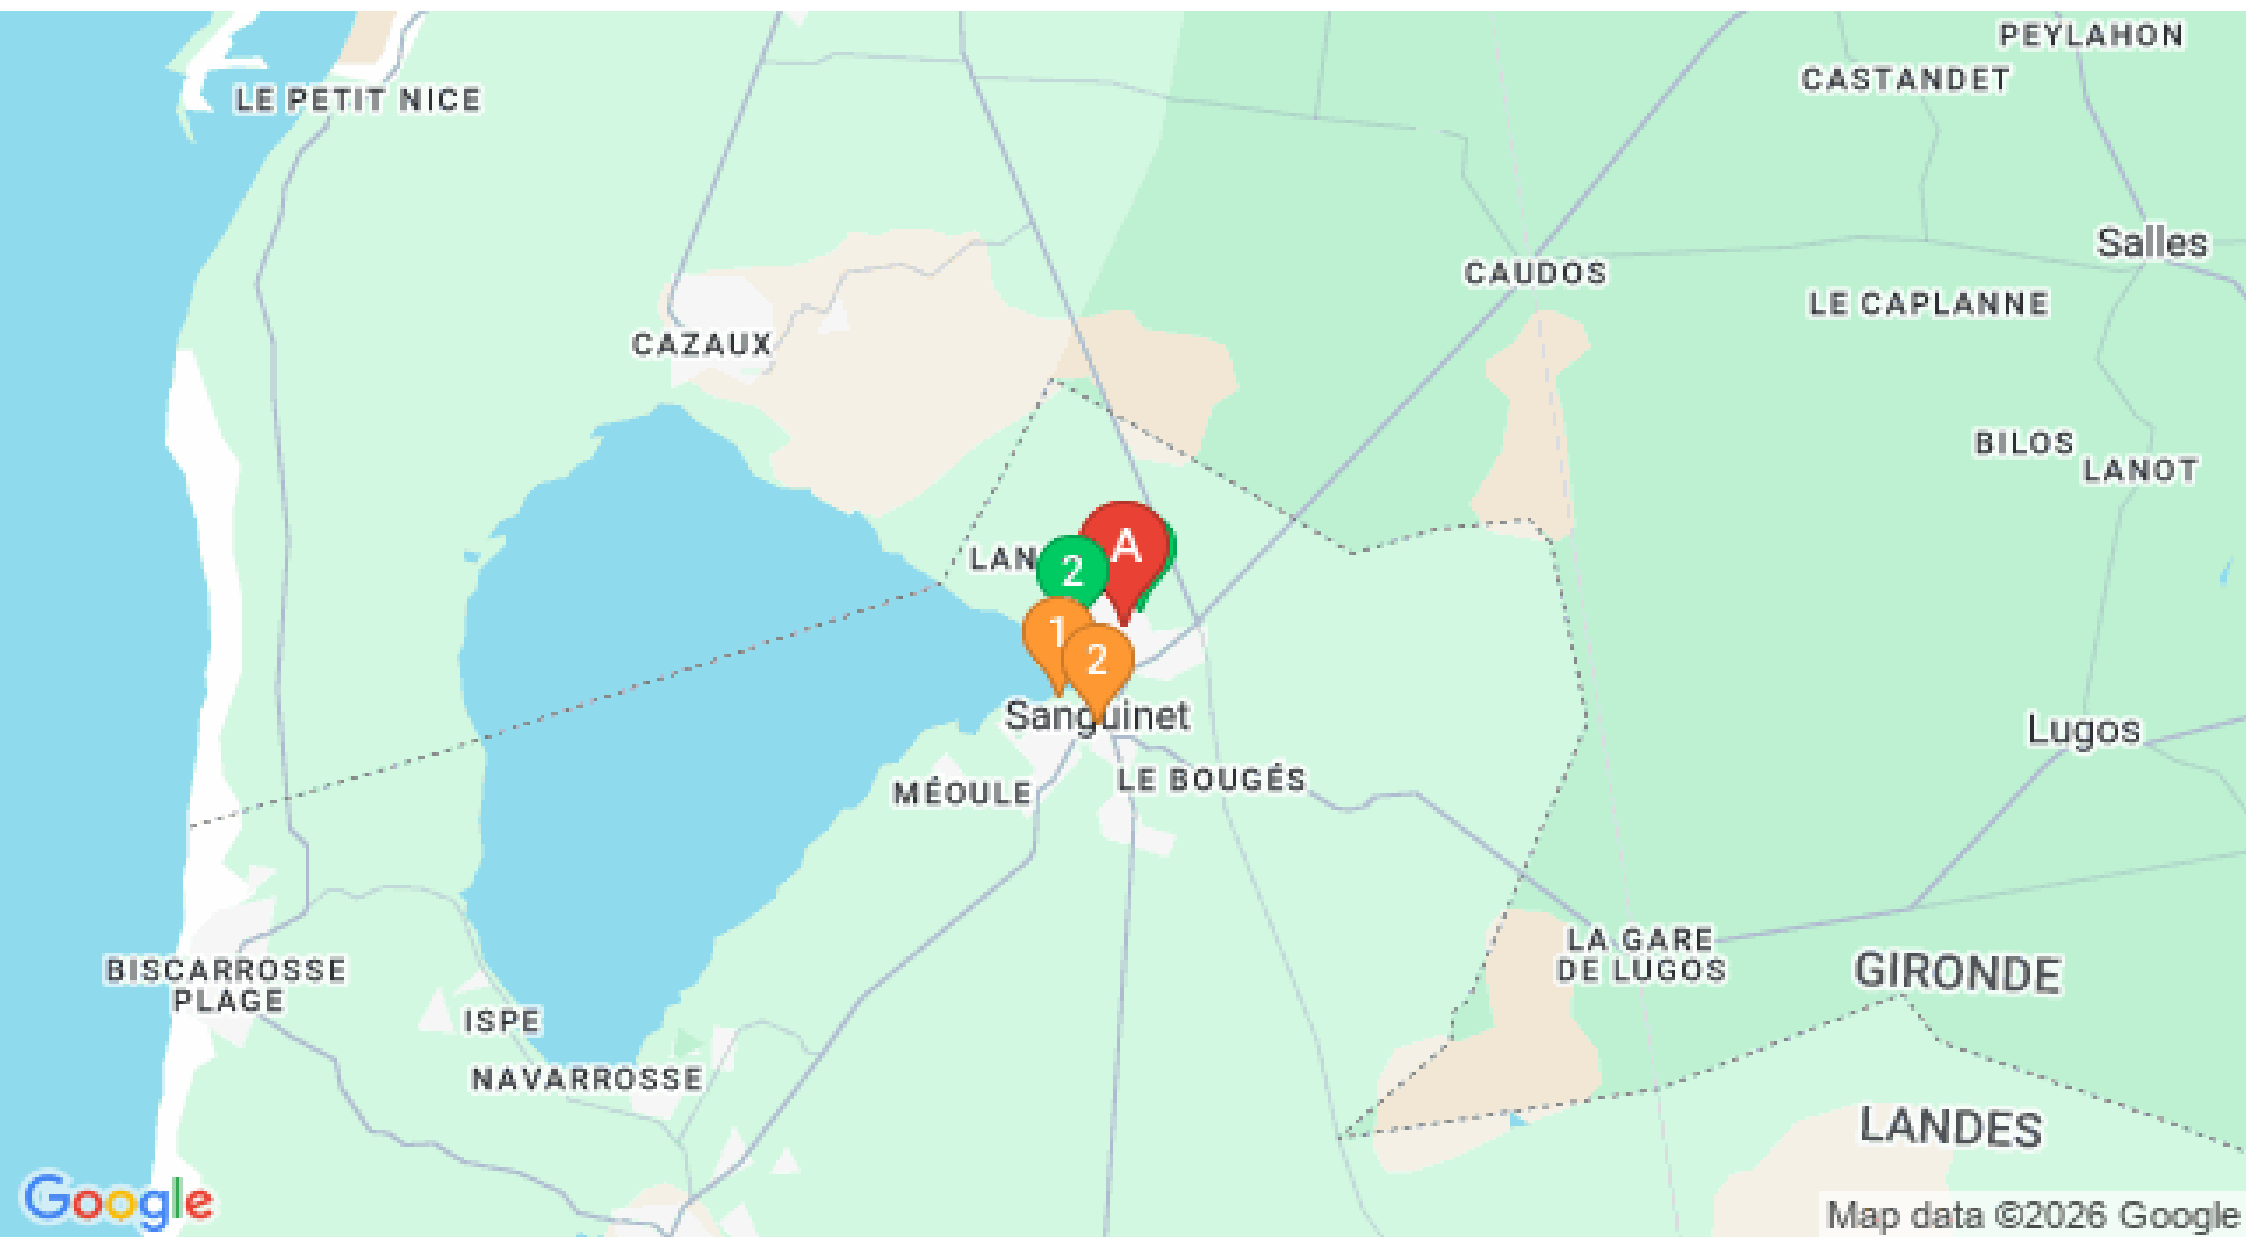 PEYLAHON
CASTANDET
LE PETIT NICE
Salles
CAUDOS
LE CAPLANNE
CAZAUX
BILOS
LANOT
A
LAN
2
1
2
Sanguinet
Lugos
LE BOUGÉS
MÉOULE
LA GARE
DE LUGOS
BISCARROSSE
PLAGE
GIRONDE
ISPE
NAVARROSSE
LANDES
Google
Map data ©2026 Google